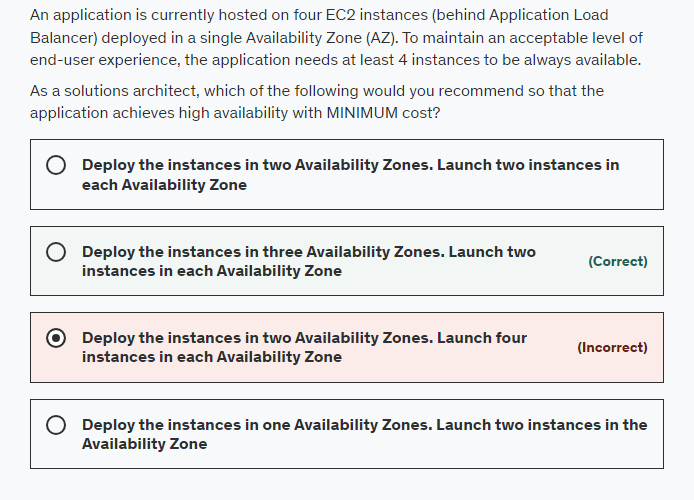 An application is currently hosted on four EC2 instances (behind Application Load
Balancer) deployed in a single Availability Zone (AZ). To maintain an acceptable level of
end-user experience, the application needs at least 4 instances to be always available.
As a solutions architect, which of the following would you recommend so that the
application achieves high availability with MINIMUM cost?
Deploy the instances in two Availability Zones. Launch two instances in
each Availability Zone
Deploy the instances in three Availability Zones. Launch two
instances in each Availability Zone
(Correct)
Deploy the instances in two Availability Zones. Launch four
instances in each Availability Zone
(Incorrect)
Deploy the instances in one Availability Zones. Launch two instances in the
Availability Zone